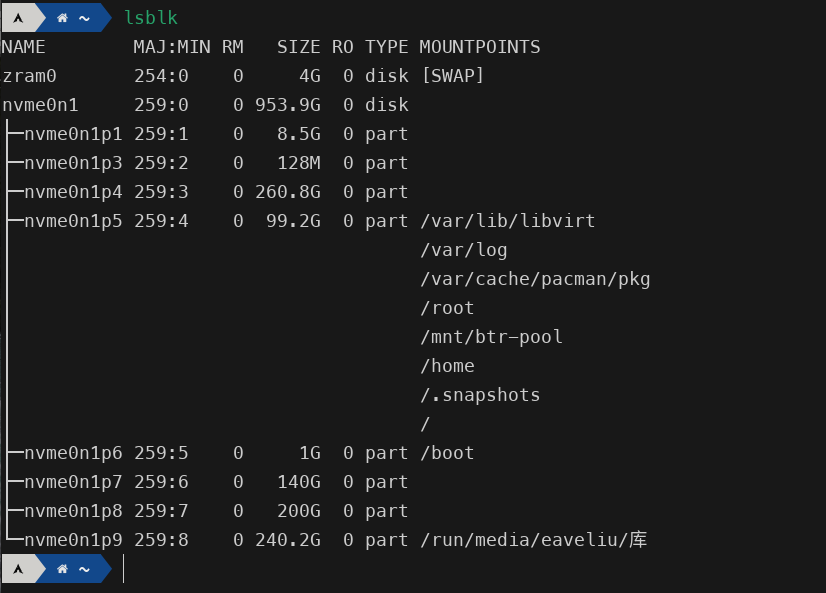 ~ lsblk
NAME MAJ:MIN RM SIZE RO TYPE MOUNTPOINTS
zram0 254:0 0 4G 0 disk [SWAP]
nvme0n1 259:0 0 953.9G 0 disk
├─nvme0n1p1 259:1 0 8.5G 0 part
├─nvme0n1p3 259:2 0 128M 0 part
├─nvme0n1p4 259:3 0 260.8G 0 part
├─nvme0n1p5 259:4 0 99.2G 0 part /var/lib/libvirt
/var/log
/var/cache/pacman/pkg
/root
/mnt/btr-pool
/home
/.snapshots
/
├─nvme0n1p6 259:5 0 1G 0 part /boot
├─nvme0n1p7 259:6 0 140G 0 part
├─nvme0n1p8 259:7 0 200G 0 part
└─nvme0n1p9 259:8 0 240.2G 0 part /run/media/eaveliu/库
~